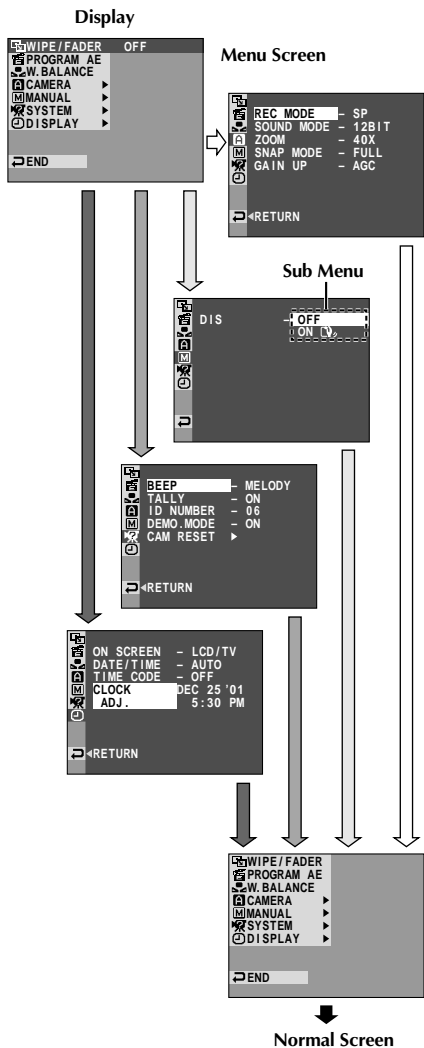 Display
WIPE/FADER OFF
PROGRAM AE
W. BALANCE
CAMERA
MANUAL
SYSTEM
DISPLAY
END
Menu Screen
REC MODE – SP
SOUND MODE – 12BIT
ZOOM – 40X
SNAP MODE – FULL
GAIN UP – AGC
RETURN
Sub Menu
DIS – OFF
ON
BEEP – MELODY
TALLY – ON
ID NUMBER – 06
DEMO.MODE – ON
CAM RESET
RETURN
ON SCREEN – LCD/TV
DATE/TIME – AUTO
TIME CODE – OFF
CLOCK DEC 25 '01
ADJ. 5:30 PM
RETURN
WIPE/FADER
PROGRAM AE
W. BALANCE
CAMERA
MANUAL
SYSTEM
DISPLAY
END
Normal Screen